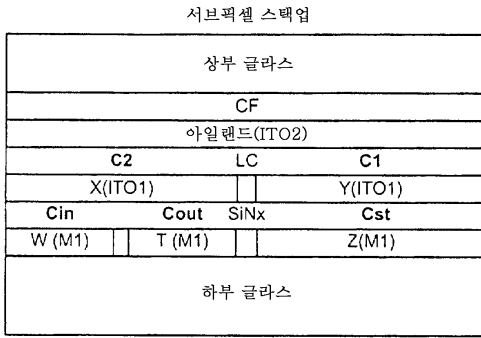 서브픽셀 스택업
상부 글라스
CF
아일랜드(ITO2)
C2 LC C1
X(ITO1) Y(ITO1)
Cin Cout SiNx Cst
W (M1) T (M1) Z(M1)
하부 글라스